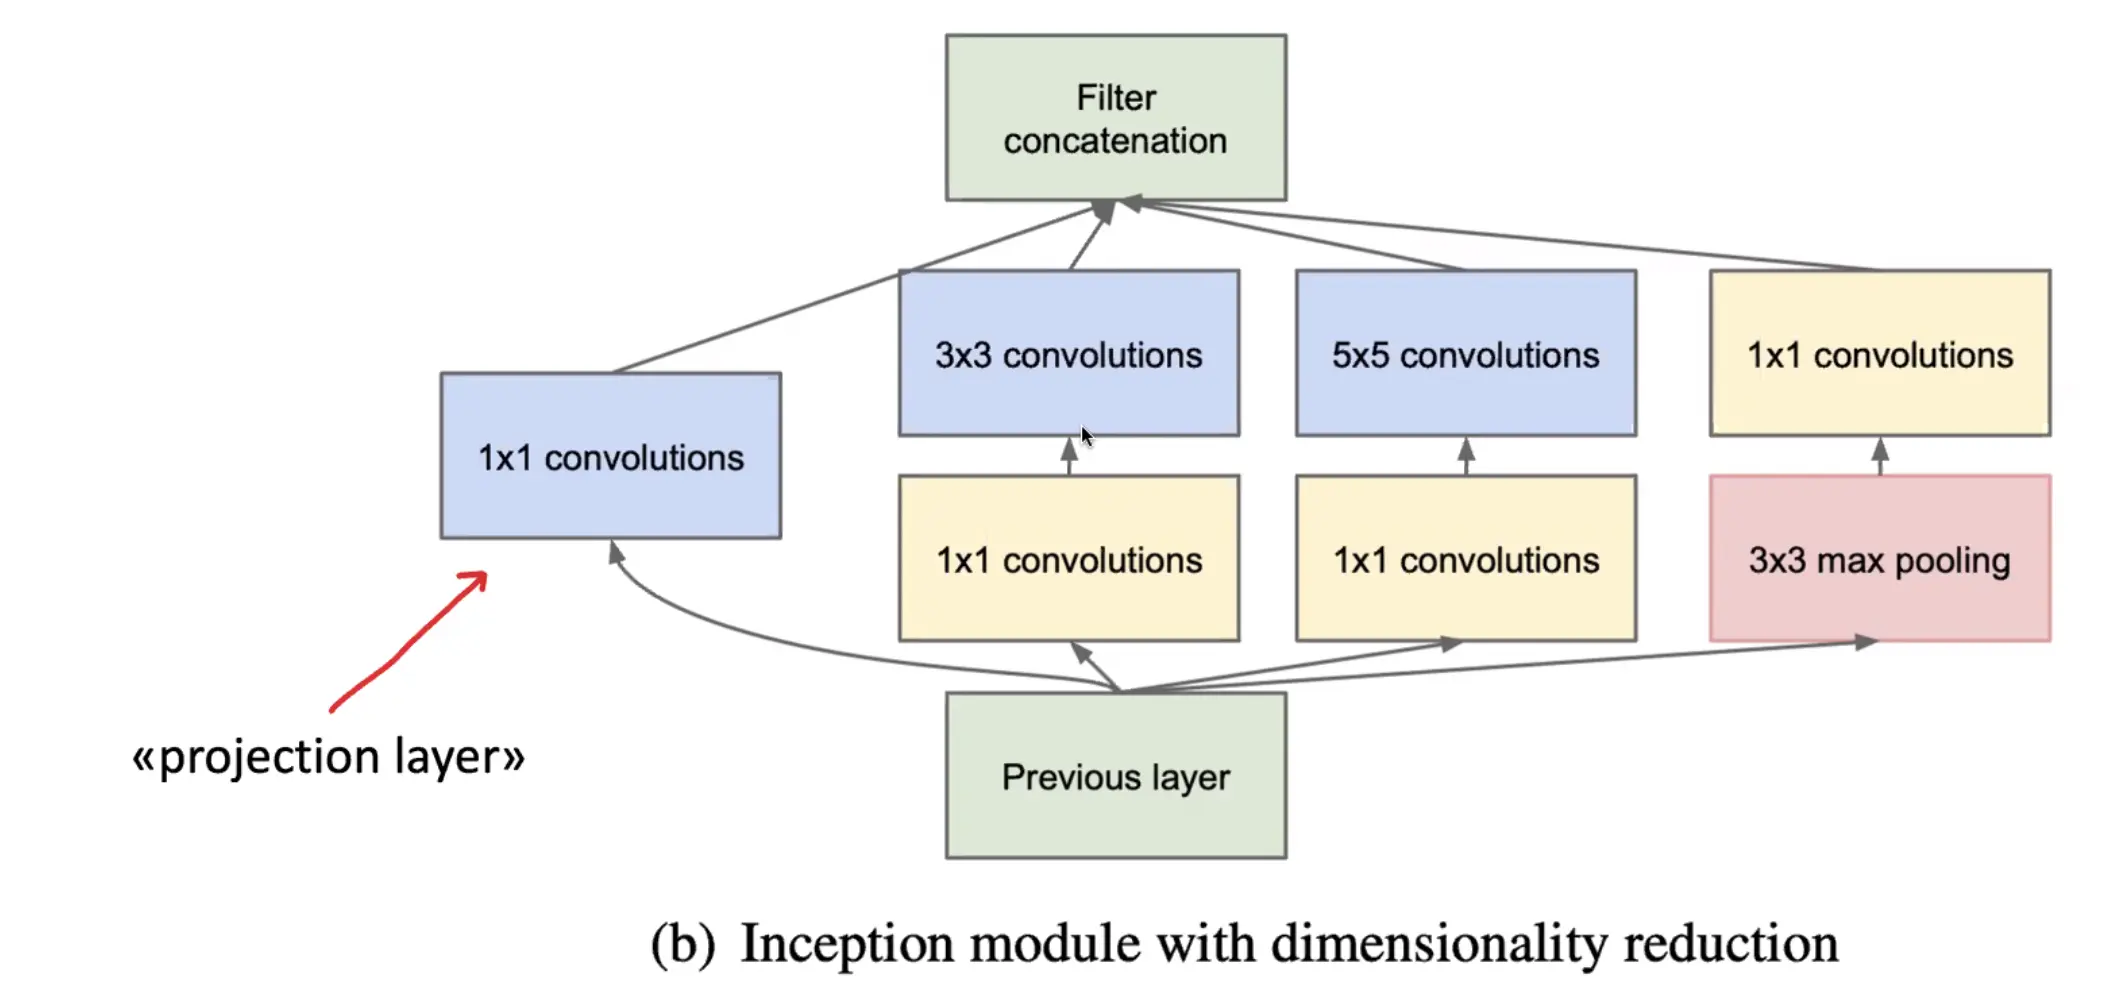 Filter
concatenation
3x3 convolutions
5x5 convolutions
1x1 convolutions
1x1 convolutions
1x1 convolutions
1x1 convolutions
3x3 max pooling
«projection layer»
Previous layer
(b) Inception module with dimensionality reduction